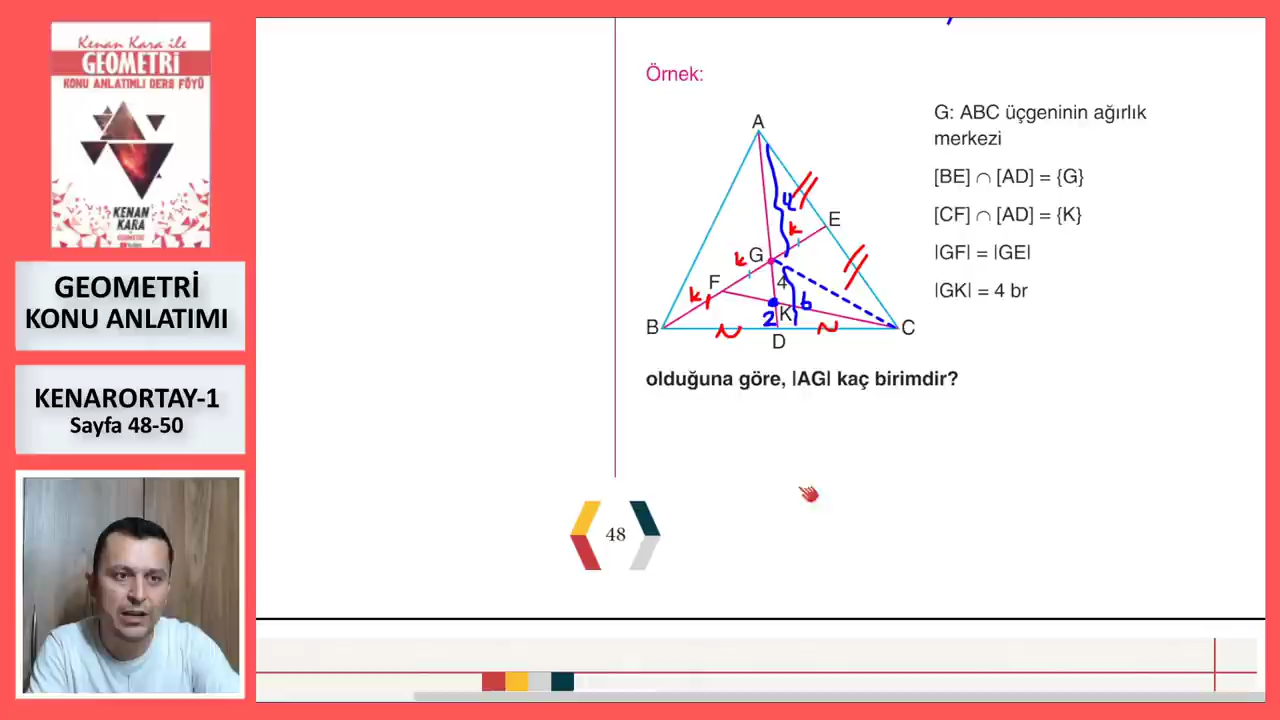 Kenan Kara ile
GEOMETRİ
KONU ANLATIMLI DERS FÖYÜ
KENAN
KARA
GEOMETRİ
KONU ANLATIMI
KENARORTAY-1
Sayfa 48-50
Örnek:
A
E
G
F
4
K
B
D
C
4
k
k
k
6
2
G: ABC üçgeninin ağırlık
merkezi
[BE] ∩ [AD] = {G}
[CF] ∩ [AD] = {K}
|GF| = |GE|
|GK| = 4 br
olduğuna göre, |AG| kaç birimdir?
48